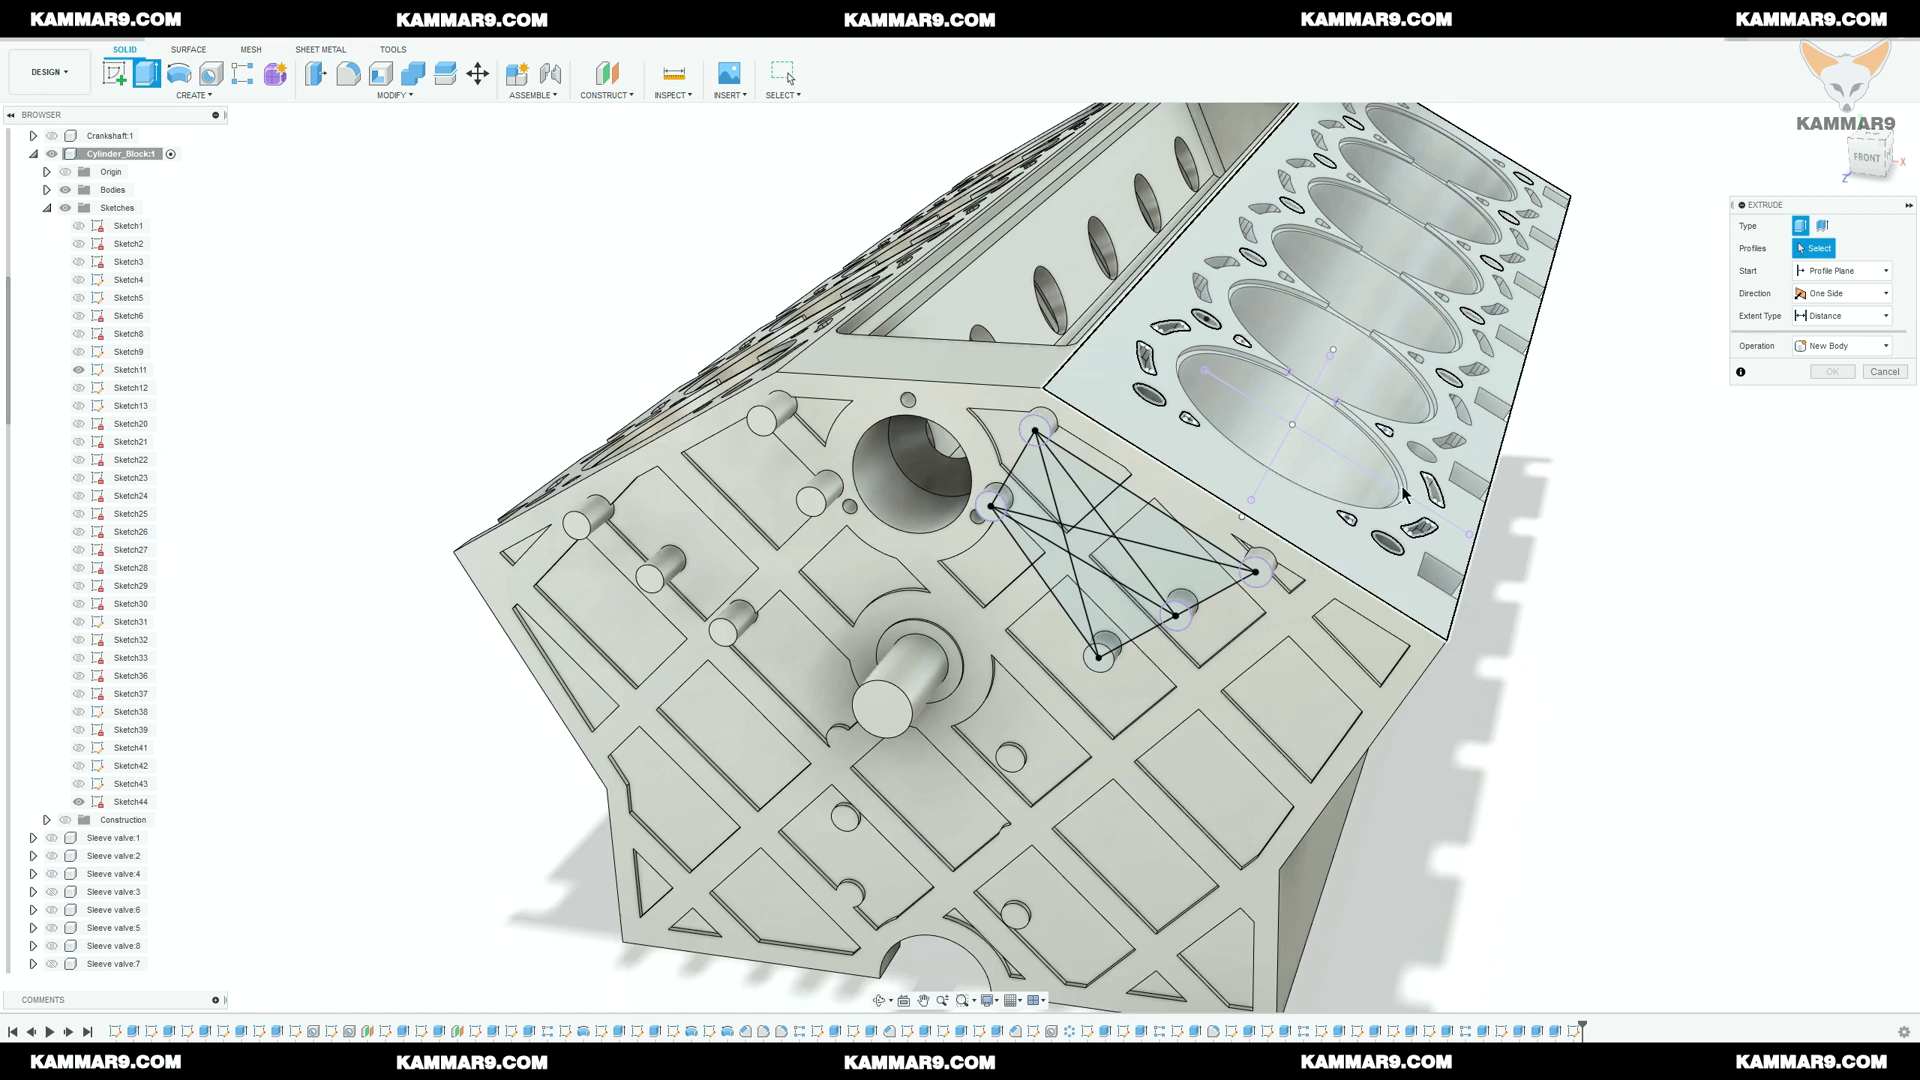 KAMMAR9.COM KAMMAR9.COM KAMMAR9.COM KAMMAR9.COM KAMMAR9.COM
SOLID SURFACE MESH SHEET METAL TOOLS
DESIGN
CREATE MODIFY ASSEMBLE CONSTRUCT INSPECT INSERT SELECT
KAMMAR9
FRONT
X
Z
BROWSER
Crankshaft:1
Cylinder_Block:1
Origin
Bodies
Sketches
Sketch1
Sketch2
Sketch3
Sketch4
Sketch5
Sketch6
Sketch8
Sketch9
Sketch11
Sketch12
Sketch13
Sketch20
Sketch21
Sketch22
Sketch23
Sketch24
Sketch25
Sketch26
Sketch27
Sketch28
Sketch29
Sketch30
Sketch31
Sketch32
Sketch33
Sketch36
Sketch37
Sketch38
Sketch39
Sketch41
Sketch42
Sketch43
Sketch44
Construction
Sleeve valve:1
Sleeve valve:2
Sleeve valve:4
Sleeve valve:3
Sleeve valve:6
Sleeve valve:5
Sleeve valve:8
Sleeve valve:7
EXTRUDE
Type
Profiles Select
Start Profile Plane
Direction One Side
Extent Type Distance
Operation New Body
OK Cancel
COMMENTS
KAMMAR9.COM KAMMAR9.COM KAMMAR9.COM KAMMAR9.COM KAMMAR9.COM